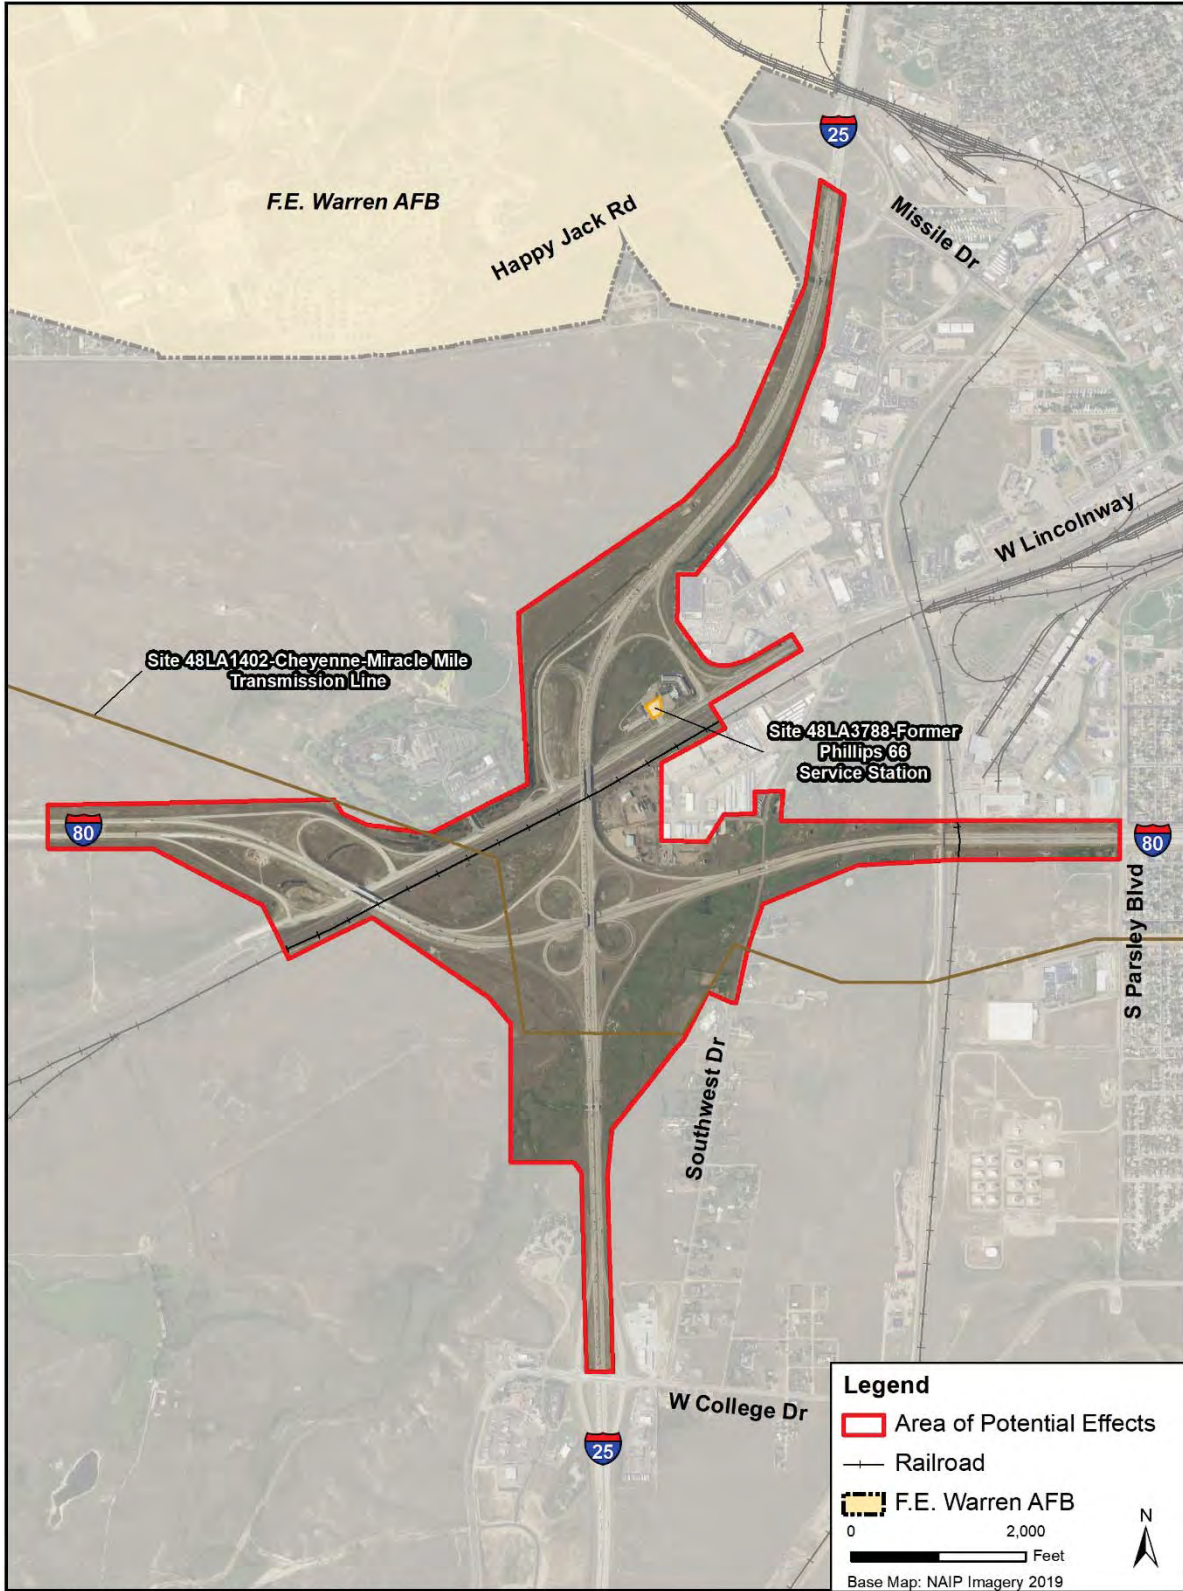 25
F.E. Warren AFB
Happy Jack Rd
Missile Dr
W Lincolnway
Site 48LA1402-Cheyenne-Miracle Mile
Transmission Line
Site 48LA3788-Former
Phillips 66
Service Station
80
80
S Parsley Blvd
Southwest Dr
W College Dr
25
Legend
Area of Potential Effects
Railroad
F.E. Warren AFB
N
0 2,000
Feet
Base Map: NAIP Imagery 2019